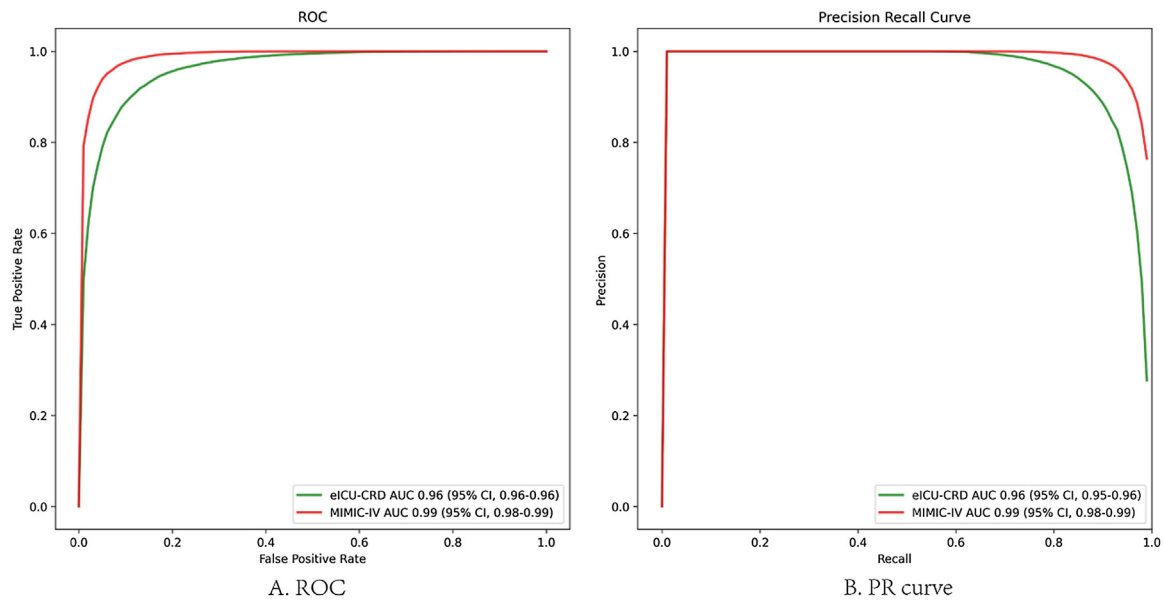 ROC
1.0
0.8
0.6
0.4
0.2
0.0
True Positive Rate
eICU-CRD AUC 0.96 (95% CI, 0.96-0.96)
MIMIC-IV AUC 0.99 (95% CI, 0.98-0.99)
0.0 0.2 0.4 0.6 0.8 1.0
False Positive Rate
A. ROC
Precision Recall Curve
1.0
0.8
0.6
0.4
0.2
0.0
Precision
eICU-CRD AUC 0.96 (95% CI, 0.95-0.96)
MIMIC-IV AUC 0.99 (95% CI, 0.98-0.99)
0.0 0.2 0.4 0.6 0.8 1.0
Recall
B. PR curve